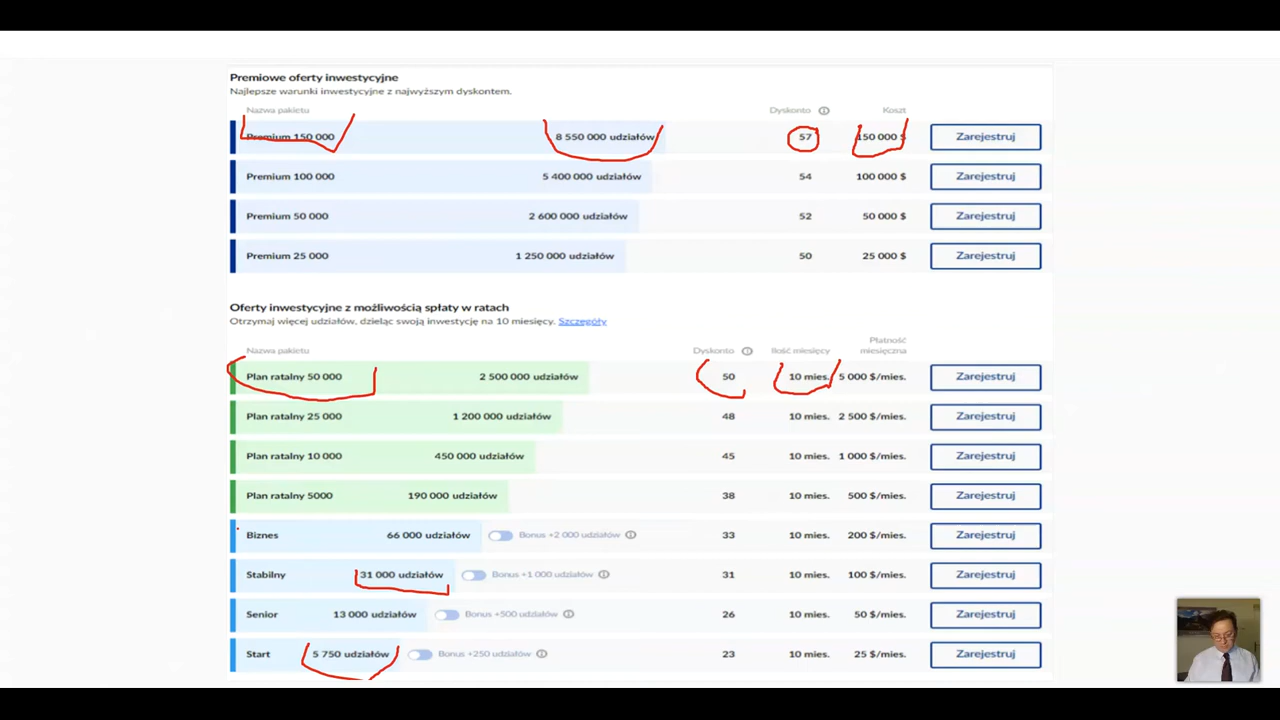 Premiowe oferty inwestycyjne
Najlepsze warunki inwestycyjne z najwyższym dyskontem.
Nazwa pakietu Dyskonto Koszt
Premium 150 000 8 550 000 udziałów 57 150 000 $ Zarejestruj
Premium 100 000 5 400 000 udziałów 54 100 000 $ Zarejestruj
Premium 50 000 2 600 000 udziałów 52 50 000 $ Zarejestruj
Premium 25 000 1 250 000 udziałów 50 25 000 $ Zarejestruj
Oferty inwestycyjne z możliwością spłaty w ratach
Otrzymaj więcej udziałów, dzieląc swoją inwestycję na 10 miesięcy. Szczegóły
Nazwa pakietu Dyskonto Ilość miesięcy Płatność miesięczna
Plan ratalny 50 000 2 500 000 udziałów 50 10 mies. 5 000 $/mies. Zarejestruj
Plan ratalny 25 000 1 200 000 udziałów 48 10 mies. 2 500 $/mies. Zarejestruj
Plan ratalny 10 000 450 000 udziałów 45 10 mies. 1 000 $/mies. Zarejestruj
Plan ratalny 5000 190 000 udziałów 38 10 mies. 500 $/mies. Zarejestruj
Biznes 66 000 udziałów Bonus +2 000 udziałów 33 10 mies. 200 $/mies. Zarejestruj
Stabilny 31 000 udziałów Bonus +1 000 udziałów 31 10 mies. 100 $/mies. Zarejestruj
Senior 13 000 udziałów Bonus +500 udziałów 26 10 mies. 50 $/mies. Zarejestruj
Start 5 750 udziałów Bonus +250 udziałów 23 10 mies. 25 $/mies. Zarejestruj